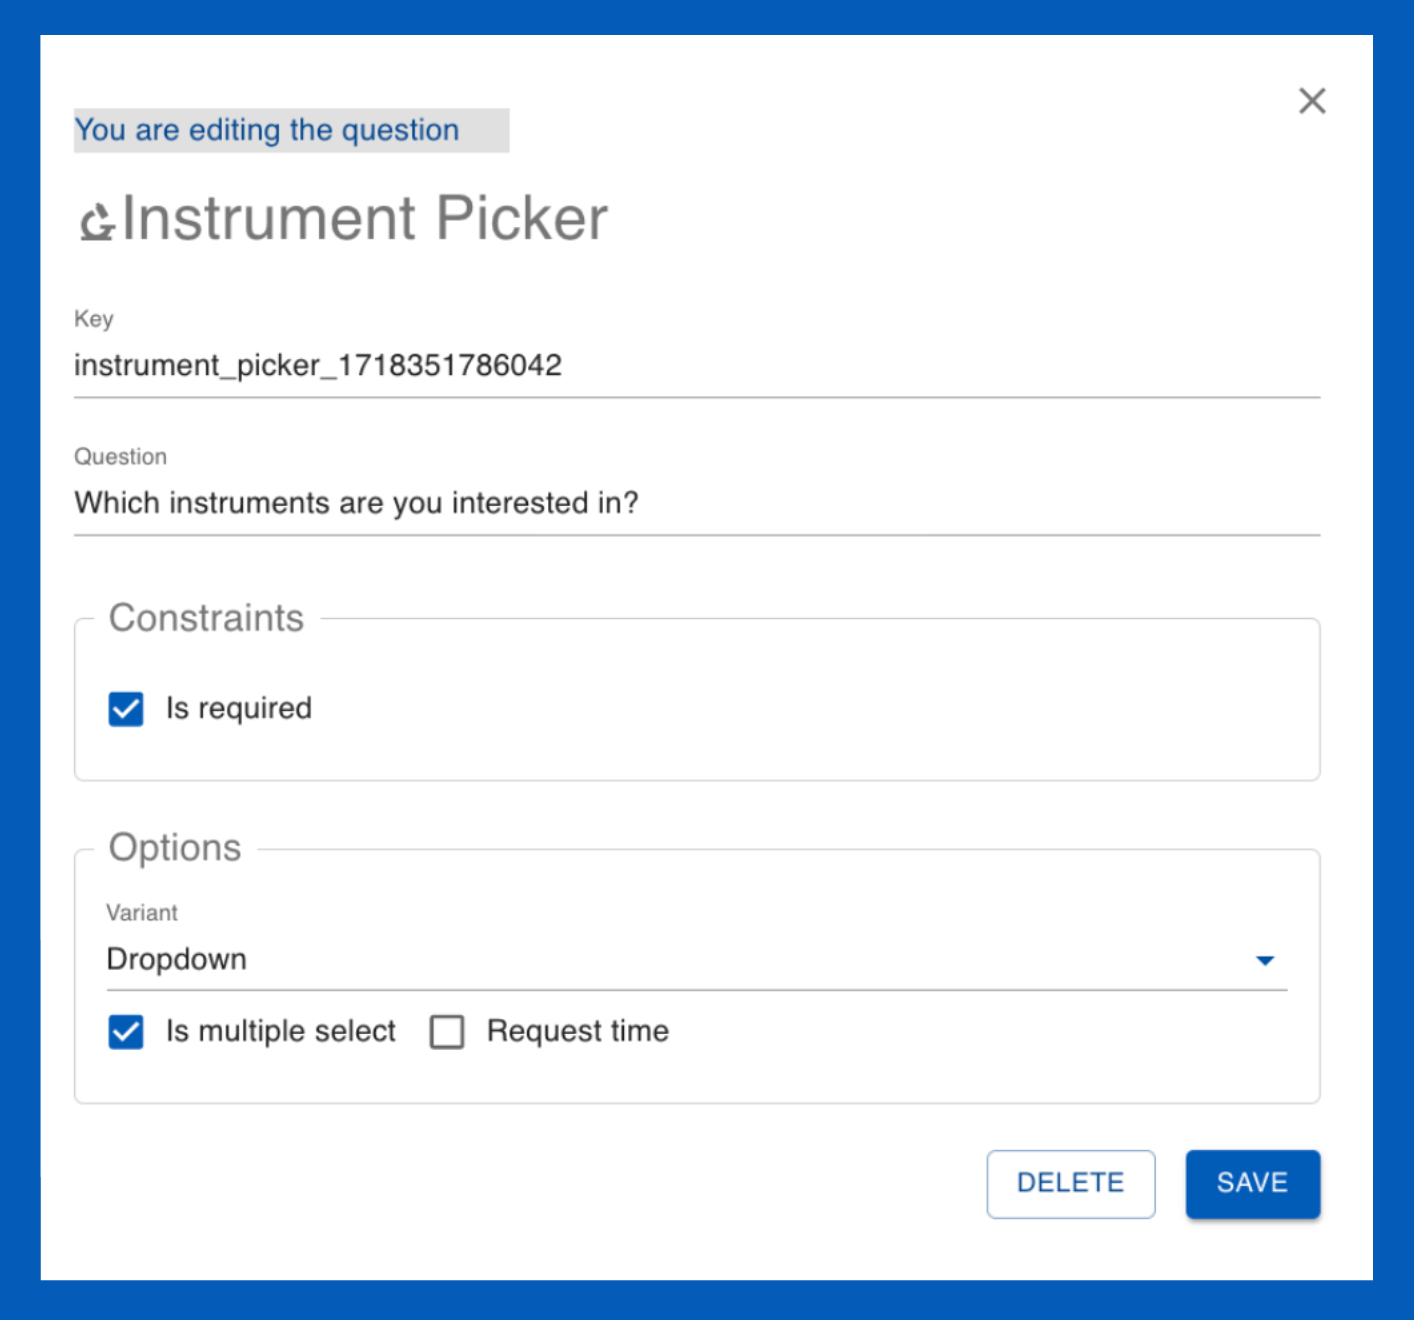 You are editing the question
Instrument Picker
Key
instrument_picker_1718351786042
Question
Which instruments are you interested in?
Constraints
Is required
Options
Variant
Dropdown
Is multiple select Request time
DELETE SAVE